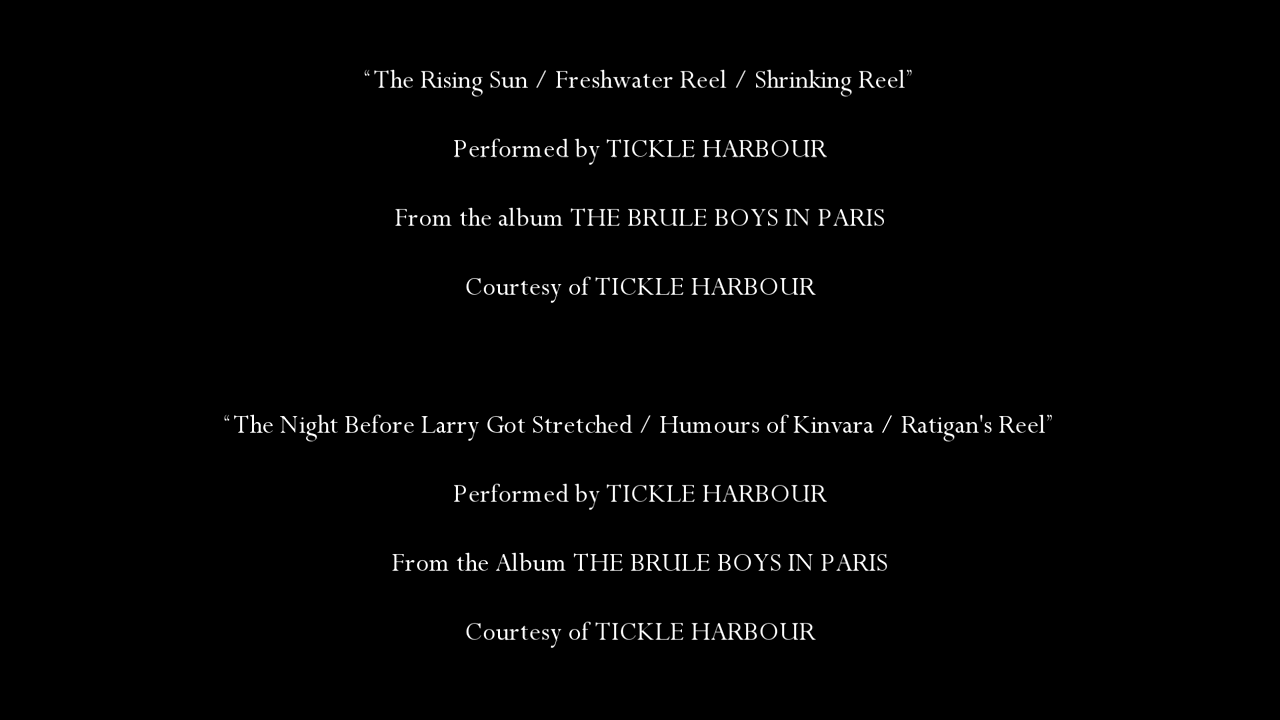 “The Rising Sun / Freshwater Reel / Shrinking Reel”
Performed by TICKLE HARBOUR
From the album THE BRULE BOYS IN PARIS
Courtesy of TICKLE HARBOUR
“The Night Before Larry Got Stretched / Humours of Kinvara / Ratigan's Reel”
Performed by TICKLE HARBOUR
From the Album THE BRULE BOYS IN PARIS
Courtesy of TICKLE HARBOUR